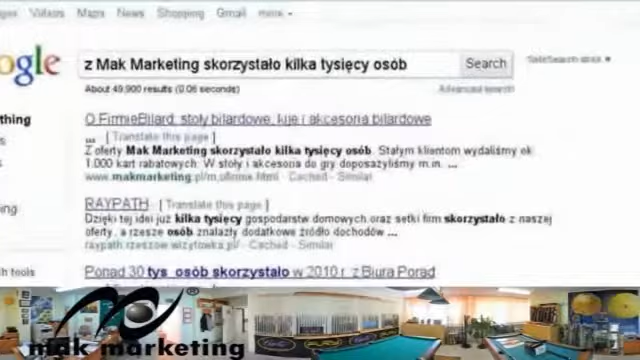 Videos Maps News Shopping Gmail more
ogle z Mak Marketing skorzystało kilka tysięcy osób Search
About 49,900 results (0.06 seconds) Advanced search
thing O FirmieBilard, stoły bilardowe, kije i akcesoria bilardowe
... [ Translate this page ]
Z oferty Mak Marketing skorzystało kilka tysięcy osób. Stałym klientom wydaliśmy ok
1.000 kart rabatowych. W stoły i akcesoria do gry doposażyliśmy m.in. ...
www.makmarketing.pl/m,ofirmie.html - Cached - Similar
ing RAYPATH - [ Translate this page ]
Dzięki tej idei już kilka tysięcy gospodarstw domowych oraz setki firm skorzystało z naszej
oferty, a rzesze osób znalazły dodatkowe źródło dochodów ...
raypath.rzeszow.wizytowka.pl/ - Cached - Similar
h tools Ponad 30 tys osób skorzystało w 2010 r. z Biura Porad
®
mak marketing